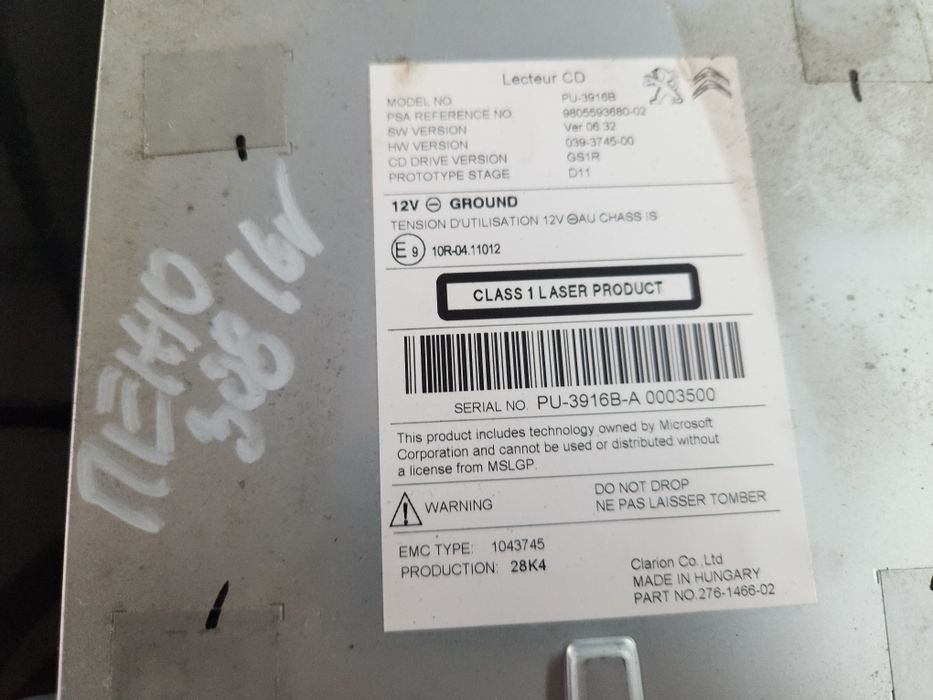 Lecteur CD
MODEL NO PU-3916B
PSA REFERENCE NO. 9805593680-02
SW VERSION Ver 06.32
HW VERSION 039-3745-00
CD DRIVE VERSION GS1R
PROTOTYPE STAGE D11
12V ⊖ GROUND
TENSION D'UTILISATION 12V ⊖AU CHASS IS
E9 10R-04.11012
CLASS 1 LASER PRODUCT
SERIAL NO. PU-3916B-A 0003500
This product includes technology owned by Microsoft
Corporation and cannot be used or distributed without
a license from MSLGP.
WARNING
DO NOT DROP
NE PAS LAISSER TOMBER
EMC TYPE: 1043745
PRODUCTION: 28K4
Clarion Co.,Ltd
MADE IN HUNGARY
PART NO.276-1466-02
ПЕЖО
308 16г